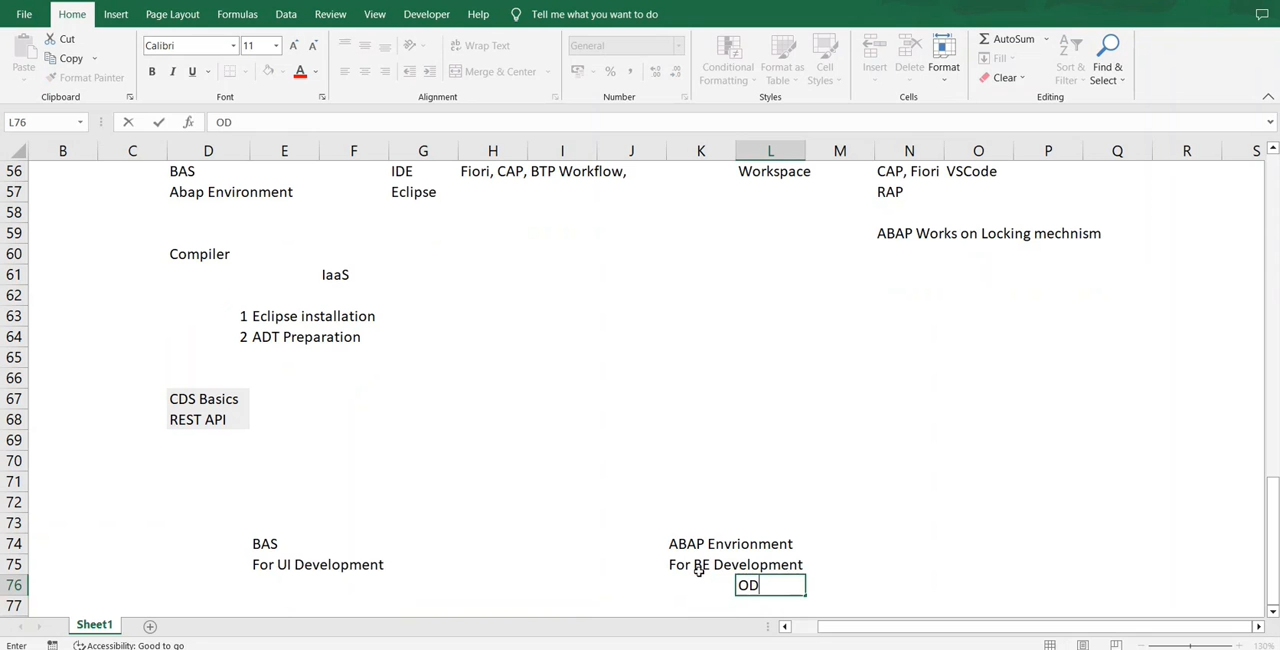 File Home Insert Page Layout Formulas Data Review View Developer Help Tell me what you want to do
Paste Cut Copy Format Painter Clipboard
Calibri 11 A A B I U A Font
Wrap Text Merge & Center Alignment
General % , Number
Conditional Formatting Format as Table Cell Styles Styles
Insert Delete Format Cells
AutoSum Fill Clear Sort & Filter Find & Select Editing
L76 fx OD
B C D E F G H I J K L M N O P Q R S
56 BAS IDE Fiori, CAP, BTP Workflow, Workspace CAP, Fiori VSCode
57 Abap Environment Eclipse RAP
58
59 ABAP Works on Locking mechnism
60 Compiler
61 IaaS
62
63 1 Eclipse installation
64 2 ADT Preparation
65
66
67 CDS Basics
68 REST API
69
70
71
72
73
74 BAS ABAP Envrionment
75 For UI Development For BE Development
76 OD
77
Sheet1
Enter Accessibility: Good to go 130%